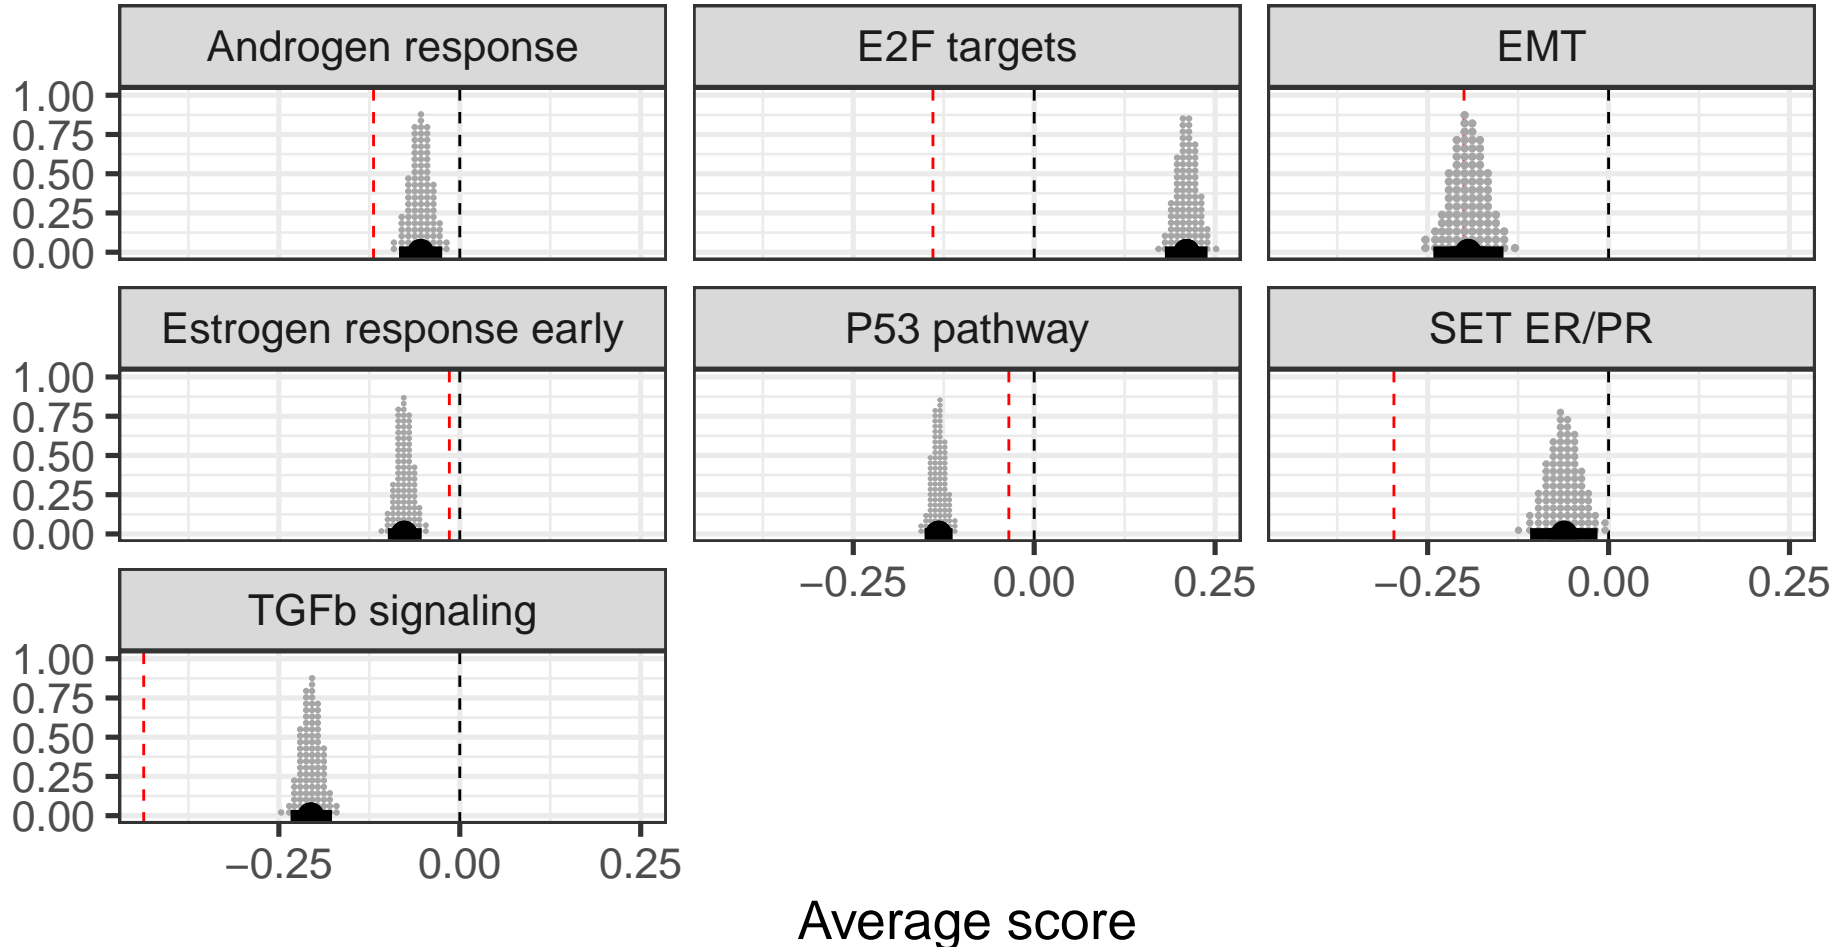 Androgen response
E2F targets
EMT
1.00
0.75
0.50
0.25
0.00
Estrogen response early
P53 pathway
SET ER/PR
1.00
0.75
0.50
0.25
0.00
−0.25 0.00 0.25
−0.25 0.00 0.25
TGFb signaling
1.00
0.75
0.50
0.25
0.00
−0.25 0.00 0.25
Average score